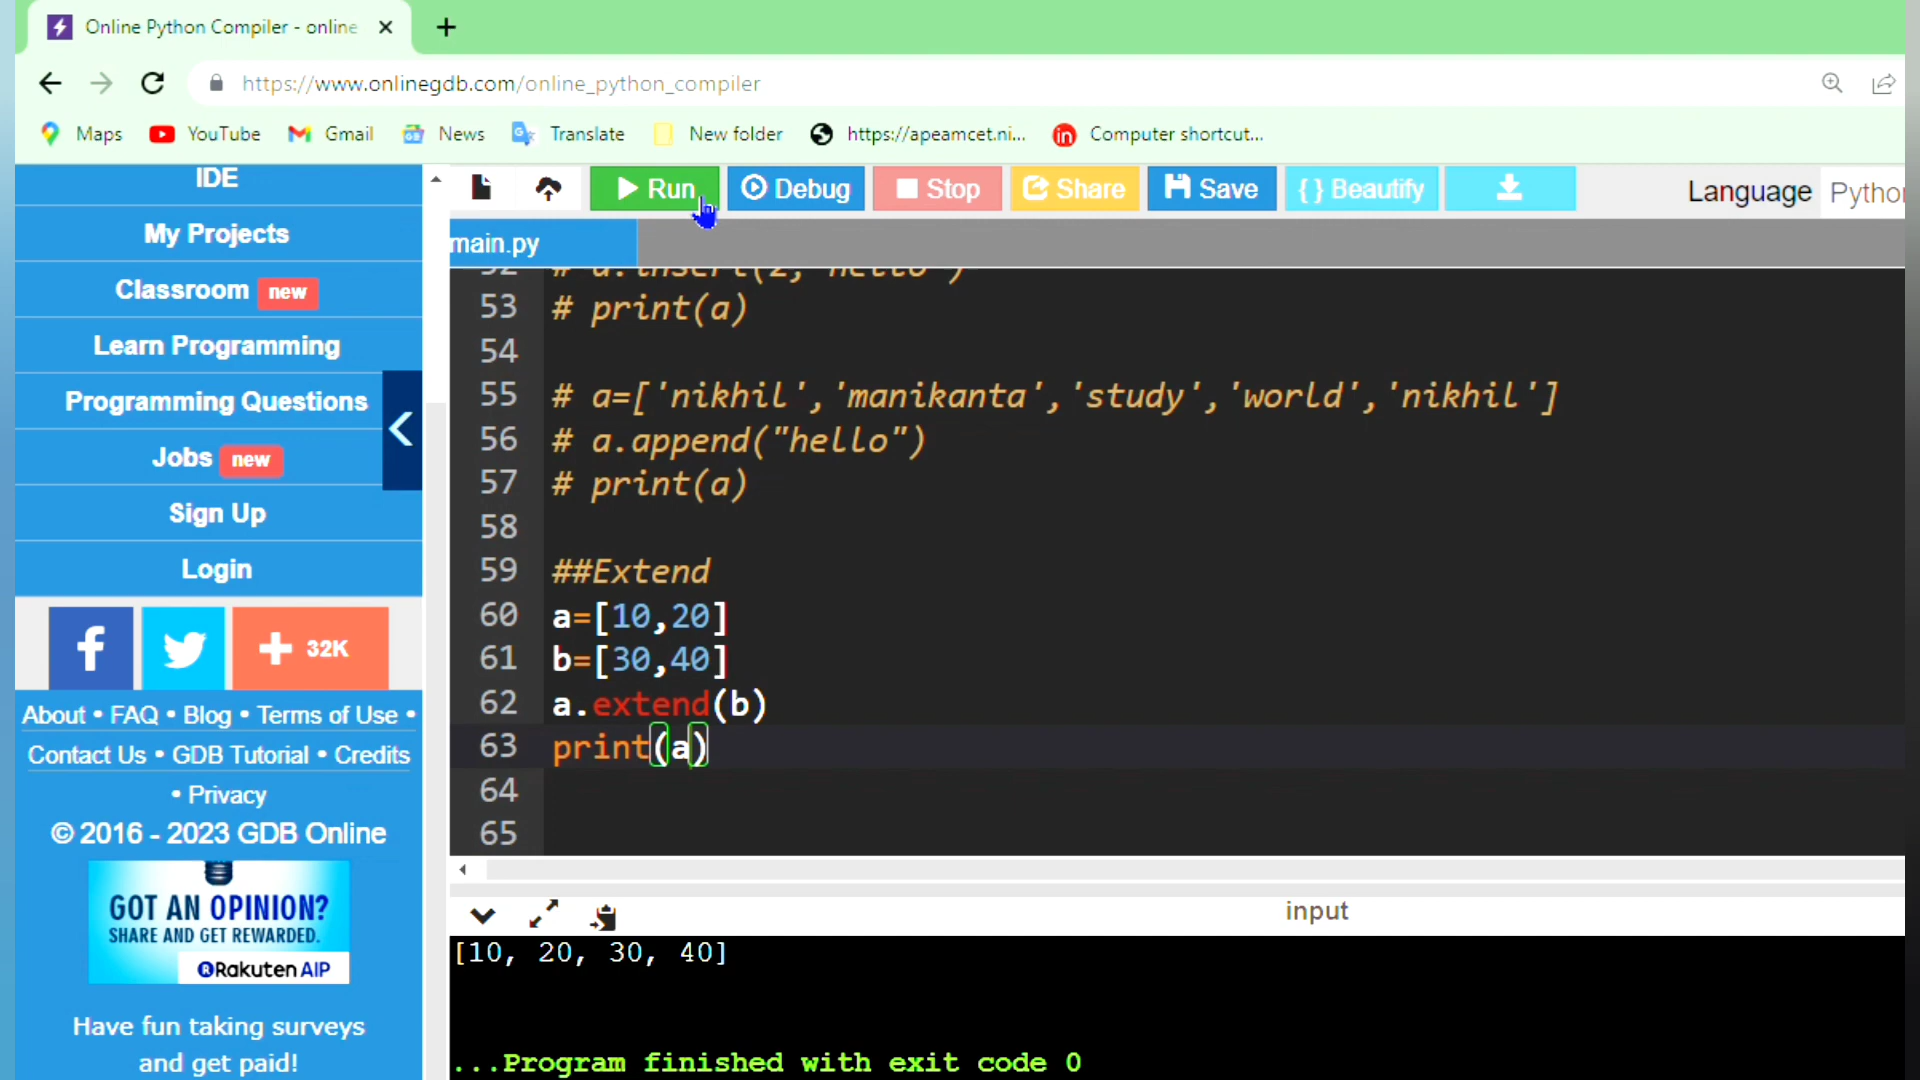 Online Python Compiler - online
https://www.onlinegdb.com/online_python_compiler
Maps YouTube Gmail News Translate New folder https://apeamcet.ni... in Computer shortcut...
IDE
My Projects
Classroom new
Learn Programming
Programming Questions
Jobs new
Sign Up
Login
f + 32K
About • FAQ • Blog • Terms of Use •
Contact Us • GDB Tutorial • Credits
• Privacy
© 2016 - 2023 GDB Online
GOT AN OPINION?
SHARE AND GET REWARDED.
Rakuten AIP
Have fun taking surveys
and get paid!
Run Debug Stop Share Save { } Beautify Language Python
main.py
52 # a.insert(2,"hello")
53 # print(a)
54
55 # a=['nikhil','manikanta','study','world','nikhil']
56 # a.append("hello")
57 # print(a)
58
59 ##Extend
60 a=[10,20]
61 b=[30,40]
62 a.extend(b)
63 print(a)
64
65
input
[10, 20, 30, 40]
...Program finished with exit code 0